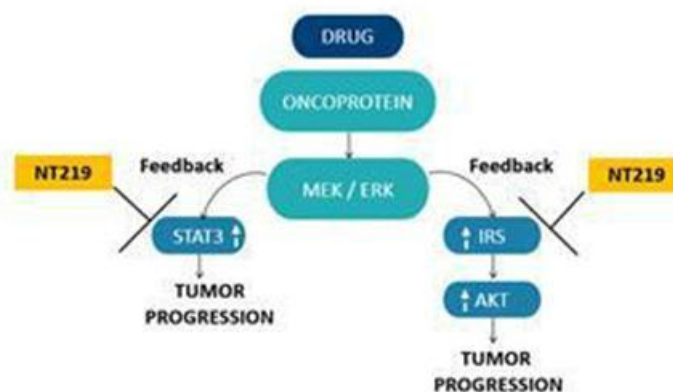 DRUG
ONCOPROTEIN
NT219
Feedback
Feedback
NT219
MEK / ERK
STAT3
IRS
TUMOR
PROGRESSION
AKT
TUMOR
PROGRESSION